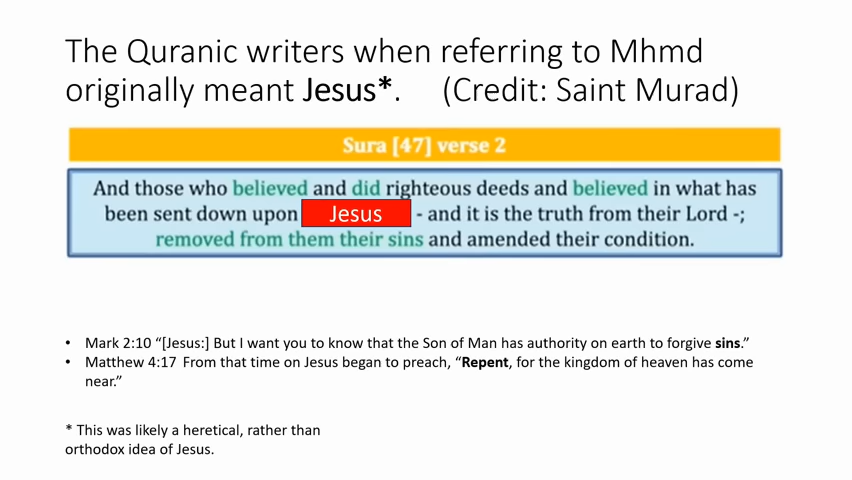 The Quranic writers when referring to Mhmd
originally meant Jesus*. (Credit: Saint Murad)
Sura [47] verse 2
And those who believed and did righteous deeds and believed in what has
been sent down upon Jesus - and it is the truth from their Lord -;
removed from them their sins and amended their condition.
• Mark 2:10 “[Jesus:] But I want you to know that the Son of Man has authority on earth to forgive sins.”
• Matthew 4:17 From that time on Jesus began to preach, “Repent, for the kingdom of heaven has come
near.”
* This was likely a heretical, rather than
orthodox idea of Jesus.